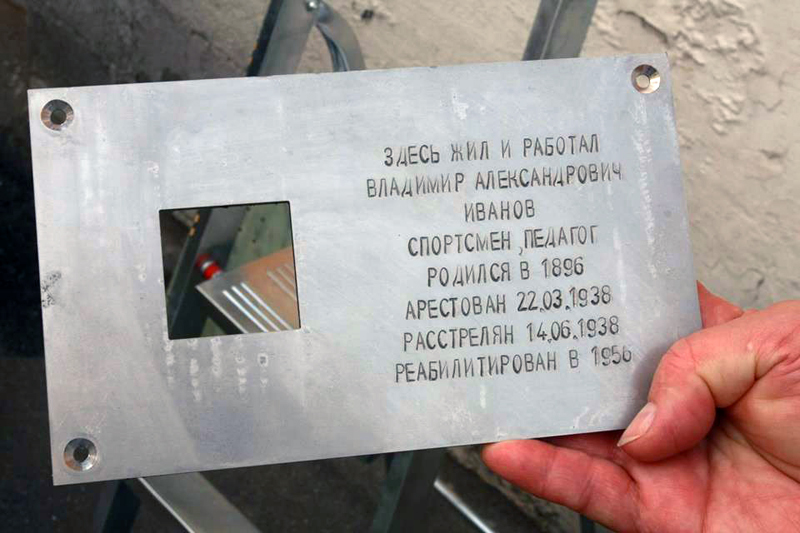 ЗДЕСЬ ЖИЛ И РАБОТАЛ
ВЛАДИМИР АЛЕКСАНДРОВИЧ
ИВАНОВ
СПОРТСМЕН, ПЕДАГОГ
РОДИЛСЯ В 1896
АРЕСТОВАН 22.03.1938
РАССТРЕЛЯН 14.06.1938
РЕАБИЛИТИРОВАН В 1956